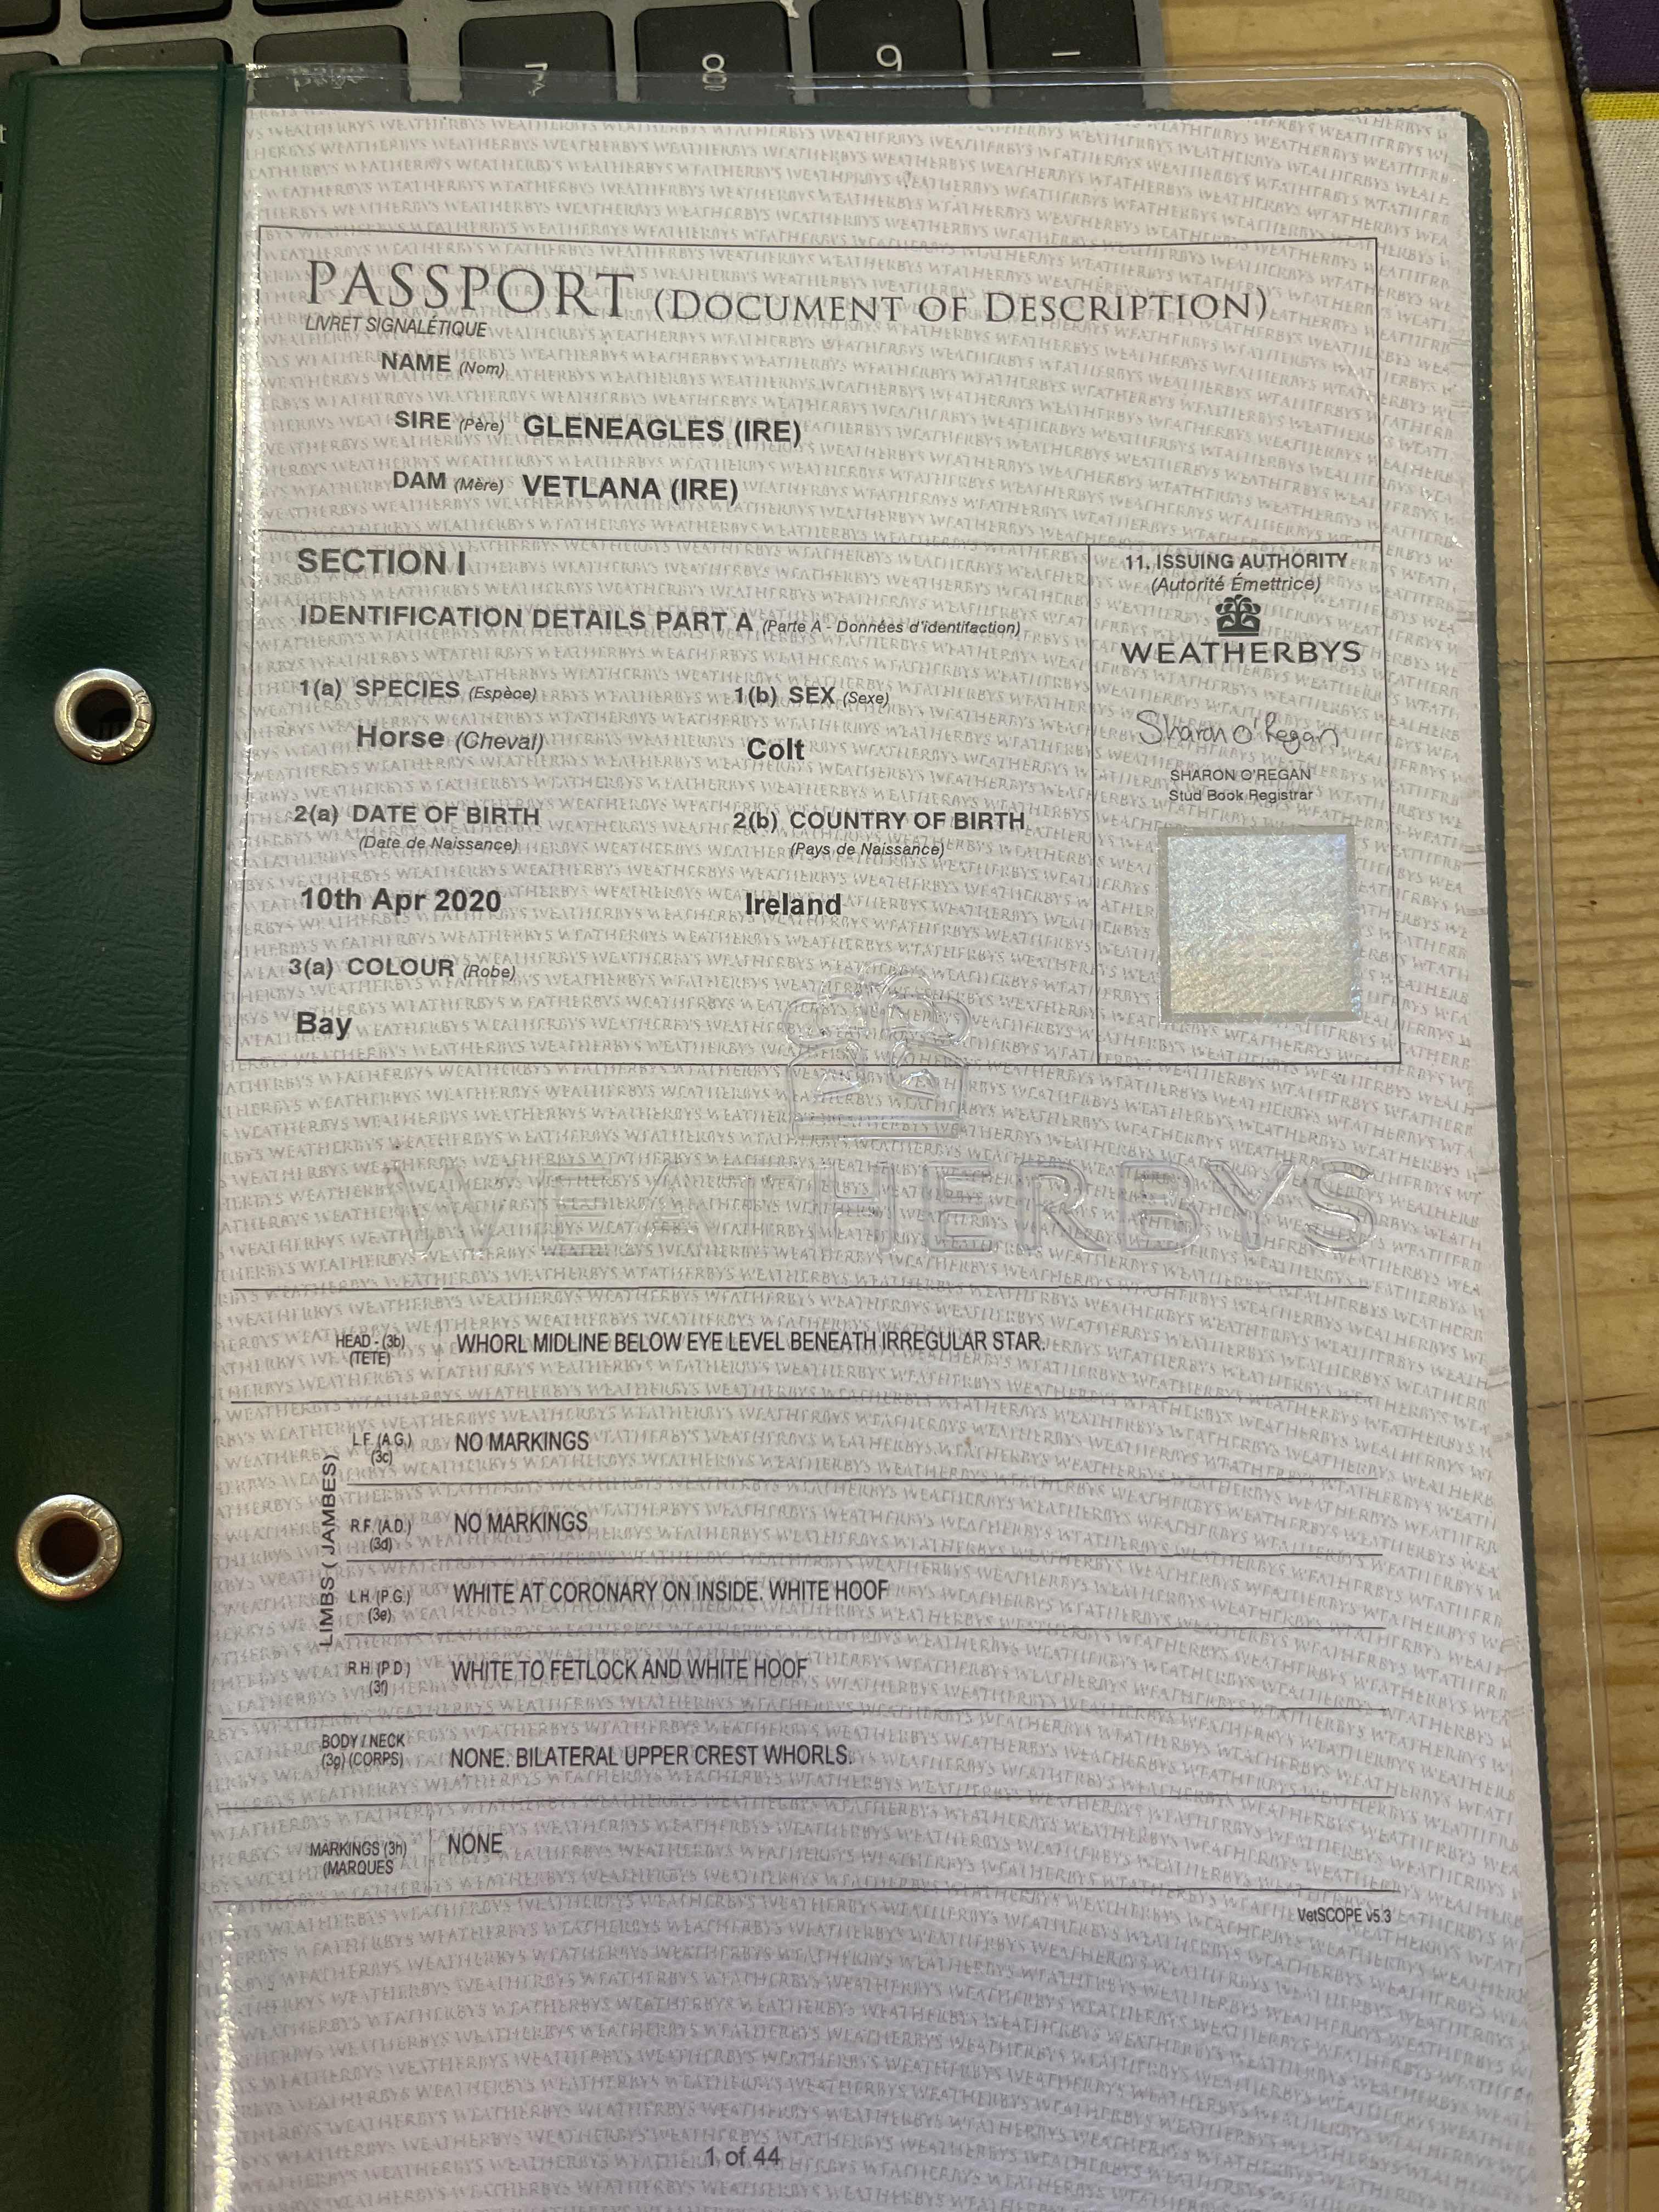 7
8
9
PASSPORT (DOCUMENT OF DESCRIPTION)
LIVRET SIGNALÉTIQUE
NAME (Nom)
SIRE (Père) GLENEAGLES (IRE)
DAM (Mère) VETLANA (IRE)
SECTION I
IDENTIFICATION DETAILS PART A (Parte A - Données d'identifaction)
1(a) SPECIES (Espèce)
1(b) SEX (Sexe)
Horse (Cheval)
Colt
2(a) DATE OF BIRTH
(Date de Naissance)
2(b) COUNTRY OF BIRTH
(Pays de Naissance)
10th Apr 2020
Ireland
3(a) COLOUR (Robe)
Bay
11. ISSUING AUTHORITY
(Autorité Émettrice)
WEATHERBYS
Sharon O'Regan
SHARON O'REGAN
Stud Book Registrar
WEATHERBYS
HEAD - (3b)
(TETE)
WHORL MIDLINE BELOW EYE LEVEL BENEATH IRREGULAR STAR.
LIMBS ( JAMBES)
L.F. (A.G.)
(3c)
NO MARKINGS
R.F. (A.D.)
(3d)
NO MARKINGS
L.H. (P.G.)
(3e)
WHITE AT CORONARY ON INSIDE. WHITE HOOF
R.H. (P.D.)
(3f)
WHITE TO FETLOCK AND WHITE HOOF
BODY / NECK
(3g) (CORPS)
NONE. BILATERAL UPPER CREST WHORLS.
MARKINGS (3h)
(MARQUES
NONE
VetSCOPE v5.3
1 of 44